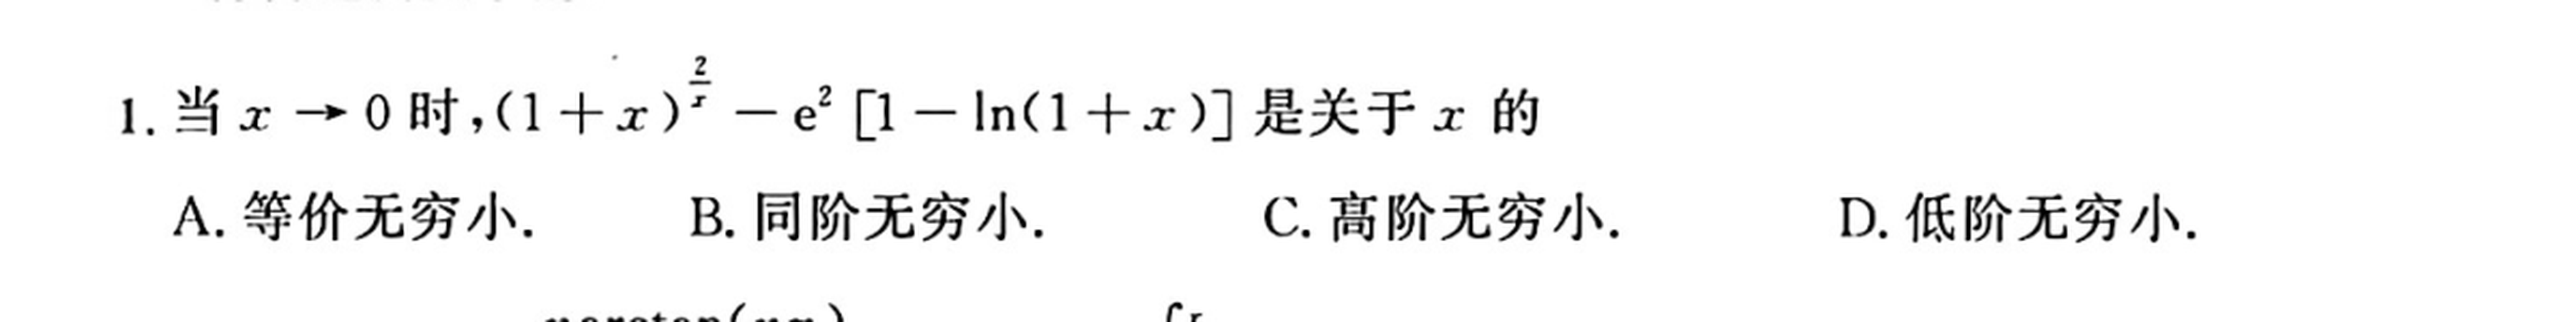 1. 当 x → 0 时,(1+x)^{\frac{2}{x}} − e² [1 − ln(1+x)] 是关于 x 的
A. 等价无穷小. B. 同阶无穷小. C. 高阶无穷小. D. 低阶无穷小.